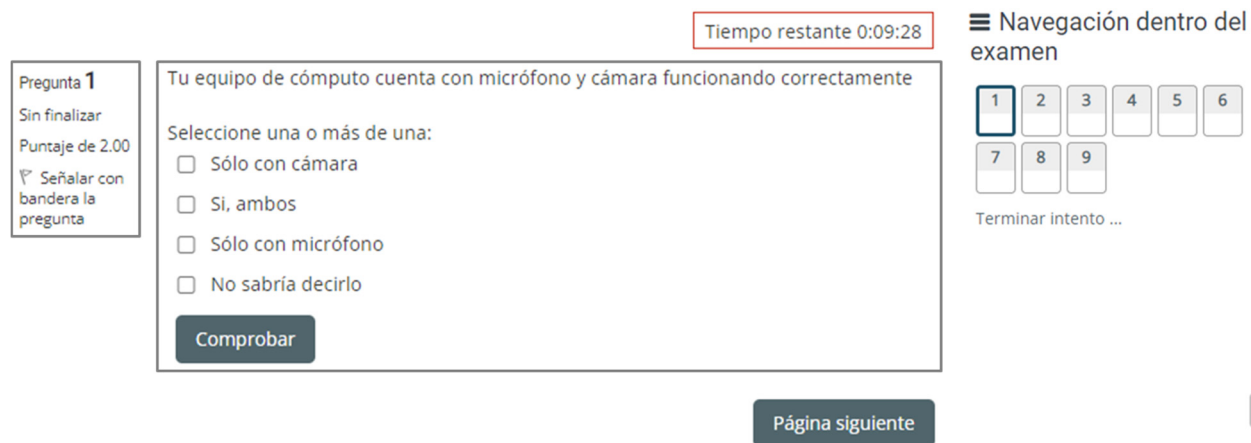 Tiempo restante 0:09:28
Pregunta 1
Sin finalizar
Puntaje de 2.00
Señalar con
bandera la
pregunta
Tu equipo de cómputo cuenta con micrófono y cámara funcionando correctamente
Seleccione una o más de una:
Sólo con cámara
Si, ambos
Sólo con micrófono
No sabría decirlo
Comprobar
Página siguiente
Navegación dentro del
examen
1 2 3 4 5 6
7 8 9
Terminar intento ...